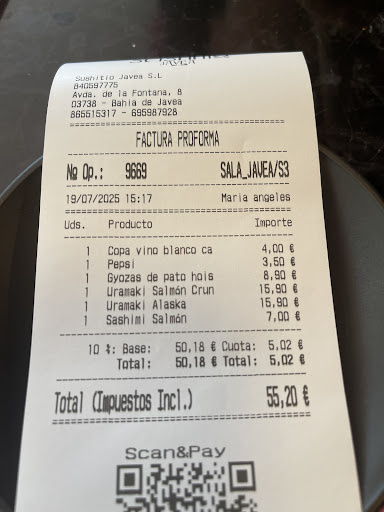 JAVEA
Sushitio Javea S.L
B40597775
Avda. de la Fontana, 8
03738 - Bahia de Javea
865515317 - 695987928
FACTURA PROFORMA
Nº Op.: 9669 SALA_JAVEA/S3
19/07/2025 15:17 Maria angeles
Uds. Producto Importe
1 Copa vino blanco ca 4,00 €
1 Pepsi 3,50 €
1 Gyozas de pato hois 8,90 €
1 Uramaki Salmón Crun 15,90 €
1 Uramaki Alaska 15,90 €
1 Sashimi Salmón 7,00 €
10 %: Base: 50,18 € Cuota: 5,02 €
Total: 50,18 € Total: 5,02 €
Total (Impuestos Incl.) 55,20 €
Scan&Pay